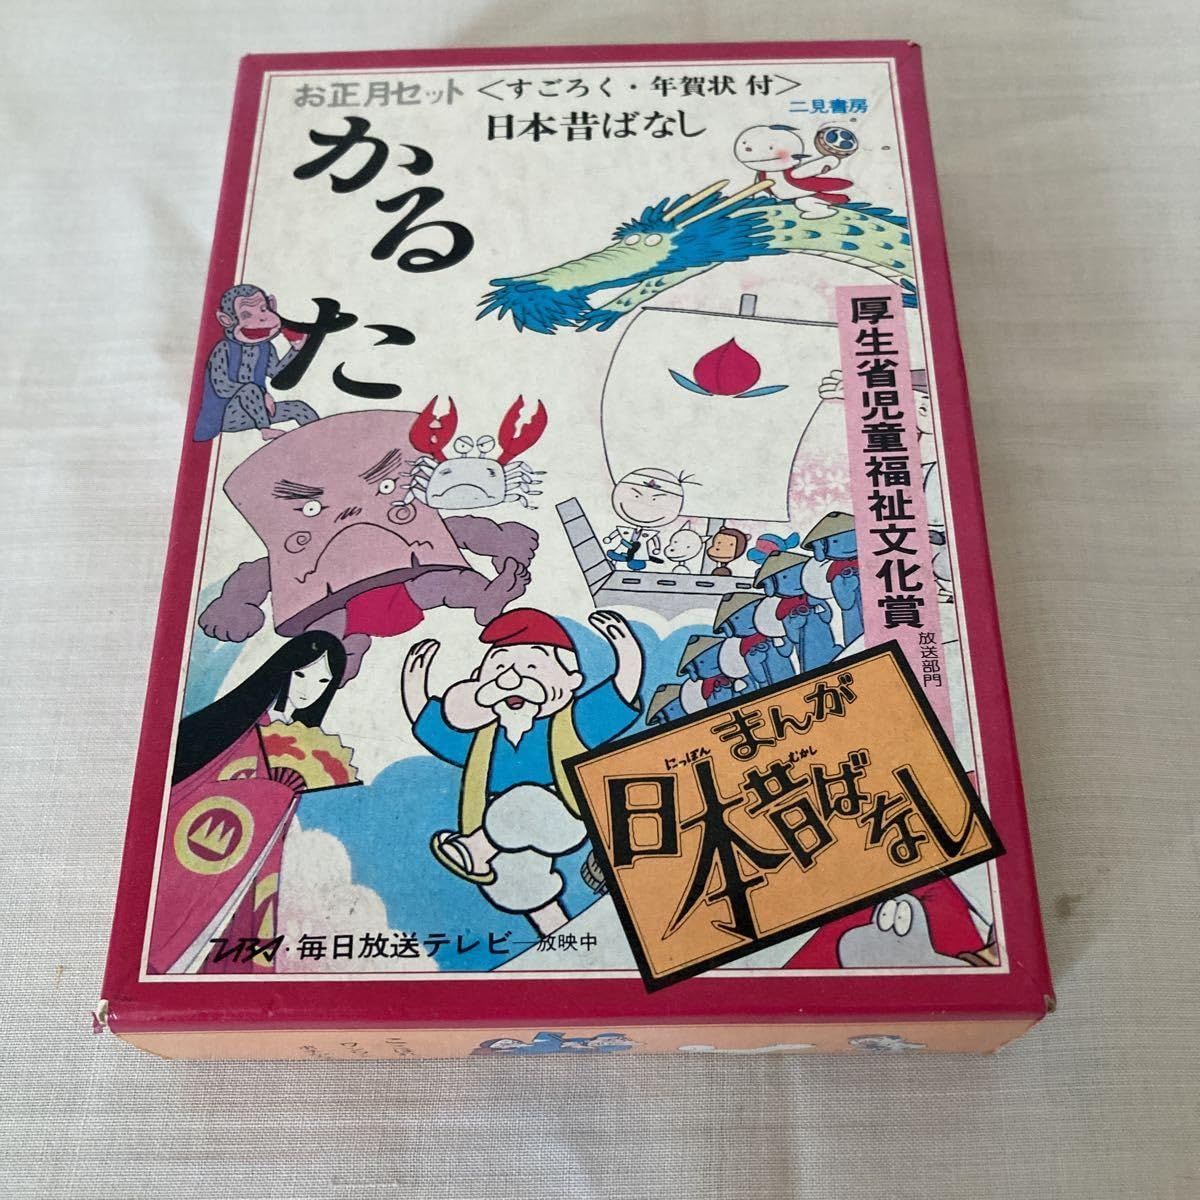 お正月セット
<すごろく・年賀状 付>
二見書房
日本昔ばなし
かるた
厚生省児童福祉文化賞
放送部門
まんが
にっぽん むかし
日本昔ばなし
毎日放送テレビ―放映中